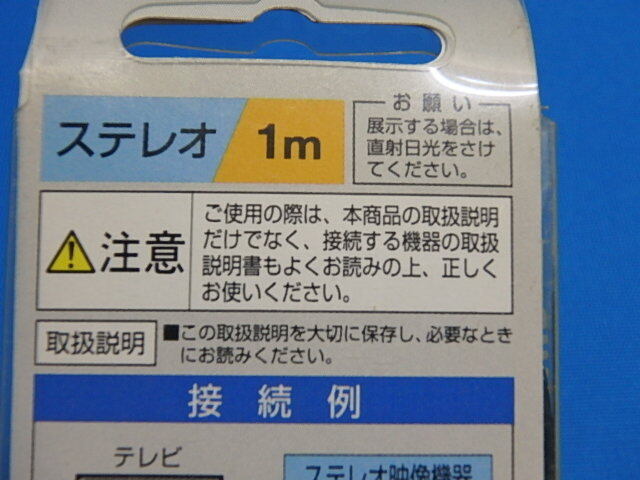 ステレオ 1m
お願い
展示する場合は、
直射日光をさけ
てください。
注意
ご使用の際は、本商品の取扱説明
だけでなく、接続する機器の取扱
説明書もよくお読みの上、正しく
お使いください。
取扱説明
■この取扱説明を大切に保存し、必要なとき
にお読みください。
接続例
テレビ
ステレオ映像機器